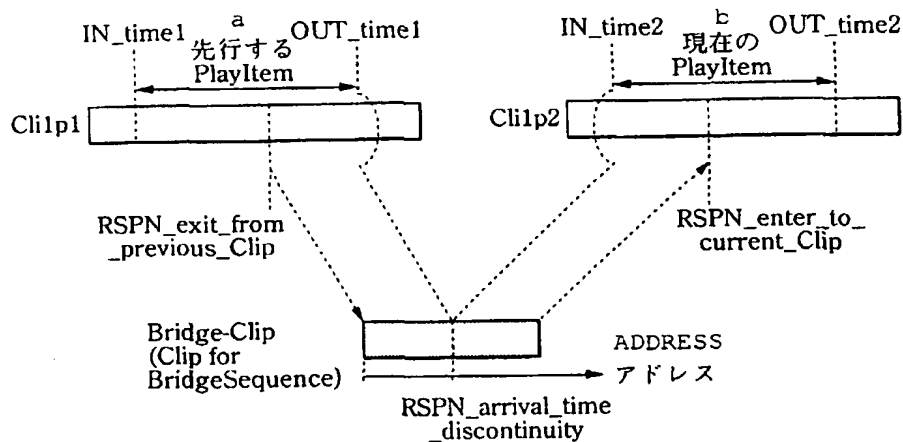 a
IN_time1
先行する
OUT_time1
PlayItem
b
IN_time2
現在の
OUT_time2
PlayItem
Cli1p1
Cli1p2
RSPN_exit_from
_previous_Clip
RSPN_enter_to_
current_Clip
Bridge-Clip
(Clip for
BridgeSequence)
ADDRESS
アドレス
RSPN_arrival_time
_discontinuity